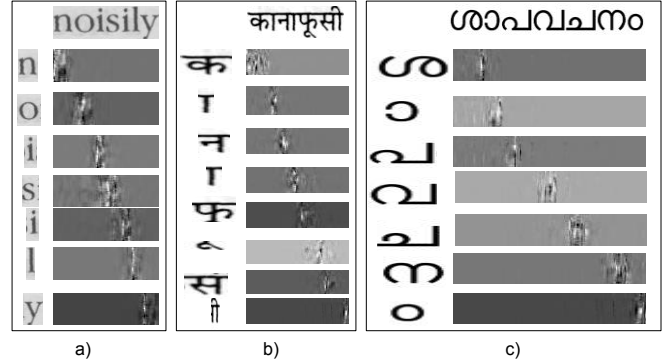 noisily
n
o
i
s
i
l
y
a)
कानाफूसी
क
ा
न
ा
फ
ू
स
ी
b)
ശാപവചനം
ശ
ാ
പ
വ
ച
ന
ം
c)